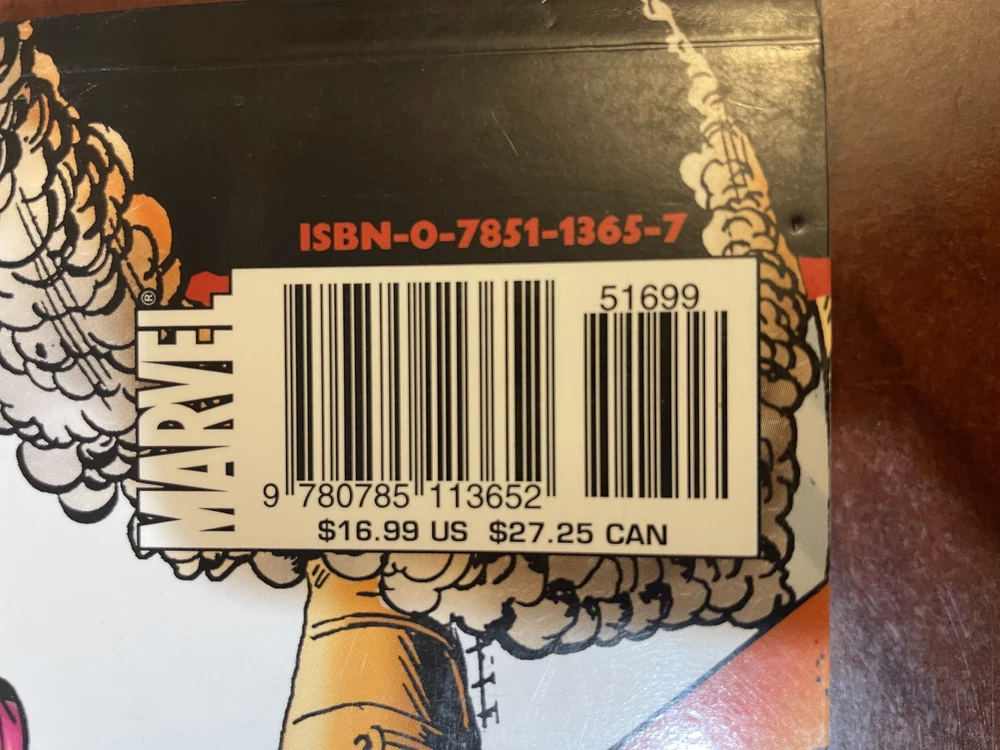 ISBN-0-7851-1365-7
MARVEL®
51699
9 780785 113652
$16.99 US $27.25 CAN